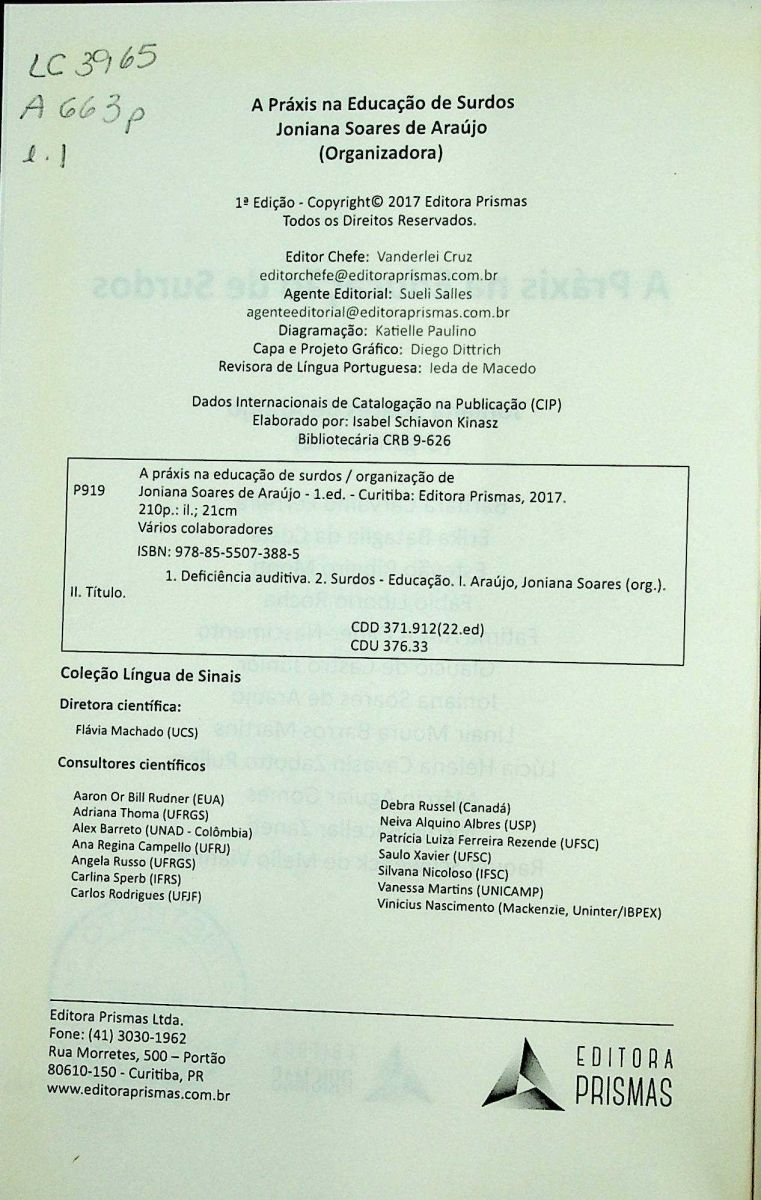 LC 3965
A 663p
A Práxis na Educação de Surdos
Joniana Soares de Araújo
(Organizadora)
1ª Edição - Copyright© 2017 Editora Prismas
Todos os Direitos Reservados.
Editor Chefe: Vanderlei Cruz
editorchefe@editoraprismas.com.br
Agente Editorial: Sueli Salles
agenteeditorial@editoraprismas.com.br
Diagramação: Katielle Paulino
Capa e Projeto Gráfico: Diego Dittrich
Revisora de Língua Portuguesa: Ieda de Macedo
Dados Internacionais de Catalogação na Publicação (CIP)
Elaborado por: Isabel Schiavon Kinasz
Bibliotecária CRB 9-626
A práxis na educação de surdos / organização de
P919 Joniana Soares de Araújo - 1.ed. - Curitiba: Editora Prismas, 2017.
210p.: il.; 21cm
Vários colaboradores
ISBN: 978-85-5507-388-5
1. Deficiência auditiva. 2. Surdos - Educação. I. Araújo, Joniana Soares (org.).
II. Título.
CDD 371.912(22.ed)
CDU 376.33
Coleção Língua de Sinais
Diretora científica:
Flávia Machado (UCS)
Consultores científicos
Aaron Or Bill Rudner (EUA)
Adriana Thoma (UFRGS)
Alex Barreto (UNAD - Colômbia)
Ana Regina Campello (UFRJ)
Angela Russo (UFRGS)
Carlina Sperb (IFRS)
Carlos Rodrigues (UFJF)
Debra Russel (Canadá)
Neiva Alquino Albres (USP)
Patrícia Luiza Ferreira Rezende (UFSC)
Saulo Xavier (UFSC)
Silvana Nicoloso (IFSC)
Vanessa Martins (UNICAMP)
Vinicius Nascimento (Mackenzie, Uninter/IBPEX)
Editora Prismas Ltda.
Fone: (41) 3030-1962
Rua Morretes, 500 – Portão
80610-150 - Curitiba, PR
www.editoraprismas.com.br
EDITORA
PRISMAS